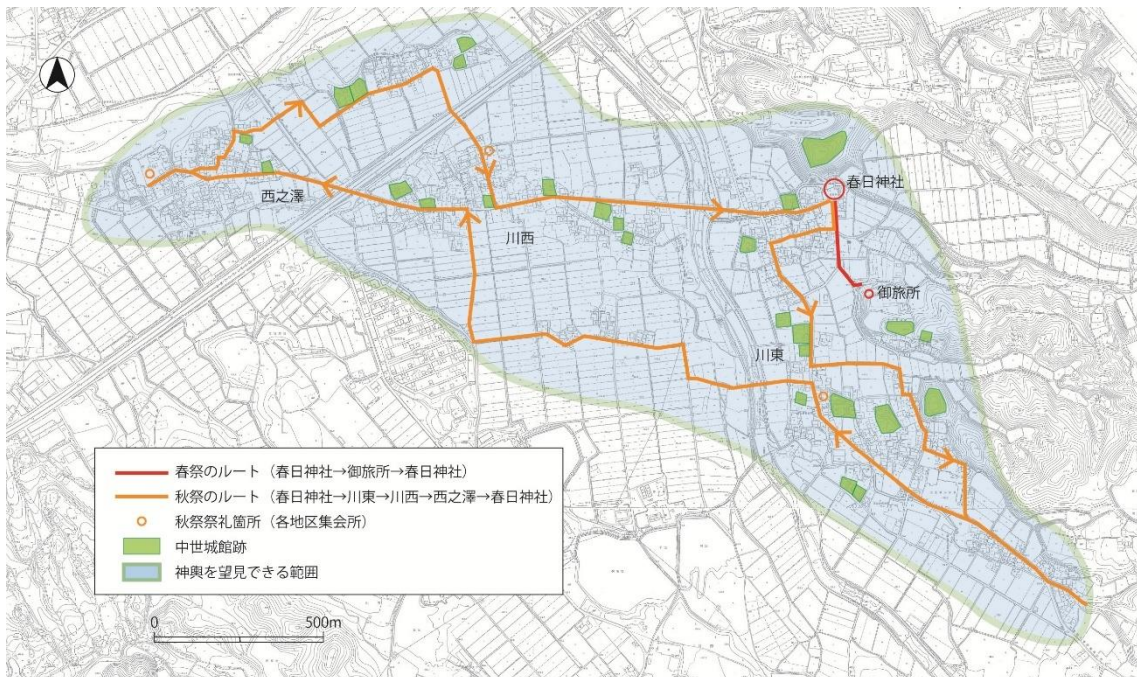 春日神社
西之澤
川西
御旅所
川東
春祭のルート（春日神社→御旅所→春日神社）
秋祭のルート（春日神社→川東→川西→西之澤→春日神社）
秋祭祭礼箇所（各地区集会所）
中世城館跡
神輿を望見できる範囲
0 500m